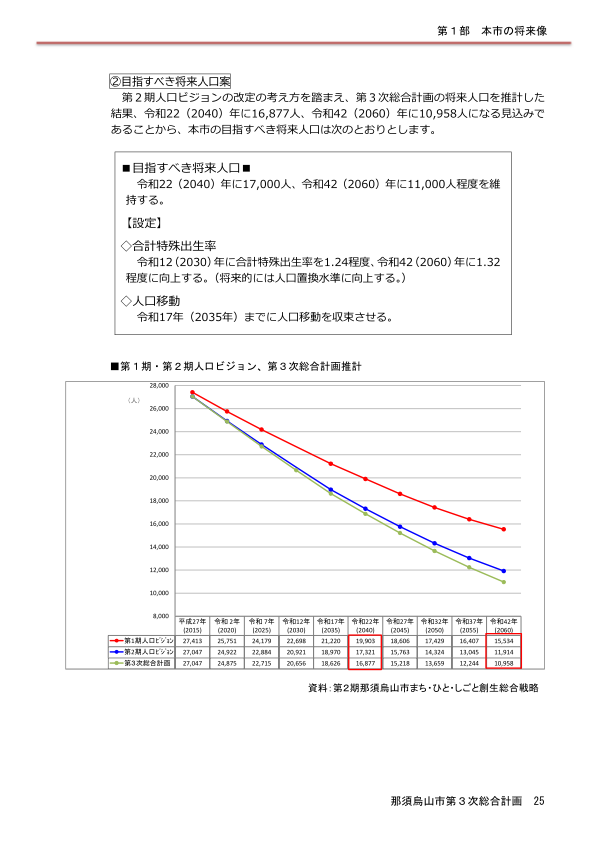 第１部　本市の将来像
②目指すべき将来人口案
第２期人口ビジョンの改定の考え方を踏まえ、第３次総合計画の将来人口を推計した
結果、令和22（2040）年に16,877人、令和42（2060）年に10,958人になる見込みで
あることから、本市の目指すべき将来人口は次のとおりとします。
■目指すべき将来人口■
令和22（2040）年に17,000人、令和42（2060）年に11,000人程度を維
持する。
【設定】
◇合計特殊出生率
令和12（2030）年に合計特殊出生率を1.24程度、令和42（2060）年に1.32
程度に向上する。（将来的には人口置換水準に向上する。）
◇人口移動
令和17年（2035年）までに人口移動を収束させる。
■第１期・第２期人口ビジョン、第３次総合計画推計
（人）
28,000
26,000
24,000
22,000
20,000
18,000
16,000
14,000
12,000
10,000
8,000
平成27年 令和２年 令和７年 令和12年 令和17年 令和22年 令和27年 令和32年 令和37年 令和42年
(2015) (2020) (2025) (2030) (2035) (2040) (2045) (2050) (2055) (2060)
第1期人口ビジョン 27,413 25,751 24,179 22,698 21,220 19,903 18,606 17,429 16,407 15,534
第2期人口ビジョン 27,047 24,922 22,884 20,921 18,970 17,321 15,763 14,324 13,045 11,914
第３次総合計画 27,047 24,875 22,715 20,656 18,626 16,877 15,218 13,659 12,244 10,958
資料：第２期那須烏山市まち・ひと・しごと創生総合戦略
那須烏山市第３次総合計画　25